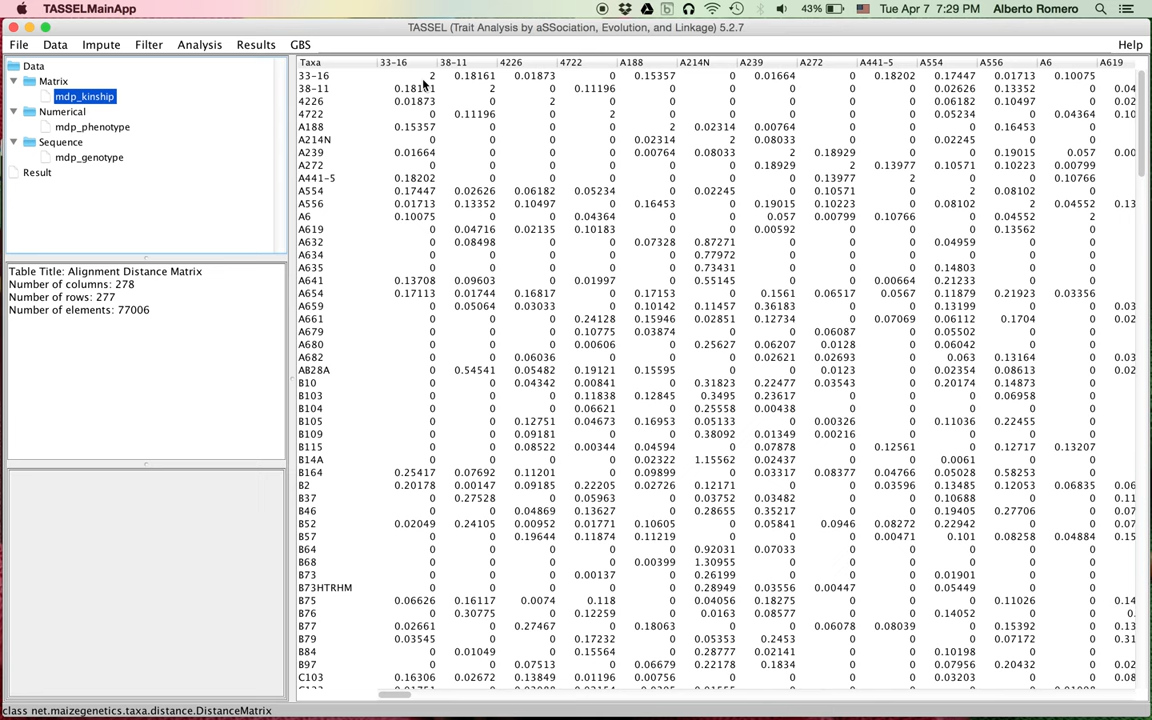 TASSELMainApp 43% Tue Apr 7 7:29 PM Alberto Romero
TASSEL (Trait Analysis by aSSociation, Evolution, and Linkage) 5.2.7
File Data Impute Filter Analysis Results GBS Help
Data
Matrix
mdp_kinship
Numerical
mdp_phenotype
Sequence
mdp_genotype
Result
Table Title: Alignment Distance Matrix
Number of columns: 278
Number of rows: 277
Number of elements: 77006
Taxa 33-16 38-11 4226 4722 A188 A214N A239 A272 A441-5 A554 A556 A6 A619
33-16 2 0.18161 0.01873 0 0.15357 0 0.01664 0 0.18202 0.17447 0.01713 0.10075
38-11 0.18161 2 0 0.11196 0 0 0 0 0 0.02626 0.13352 0 0.04
4226 0.01873 0 2 0 0 0 0 0 0 0.06182 0.10497 0 0.02
4722 0 0.11196 0 2 0 0 0 0 0 0.05234 0 0.04364 0.10
A188 0.15357 0 0 0 2 0.02314 0.00764 0 0 0 0.16453 0
A214N 0 0 0 0 0.02314 2 0.08033 0 0 0.02245 0 0
A239 0.01664 0 0 0 0.00764 0.08033 2 0.18929 0 0 0.19015 0.057 0.00
A272 0 0 0 0 0 0 0.18929 2 0.13977 0.10571 0.10223 0.00799
A441-5 0.18202 0 0 0 0 0 0 0.13977 2 0 0 0.10766
A554 0.17447 0.02626 0.06182 0.05234 0 0.02245 0 0.10571 0 2 0.08102 0
A556 0.01713 0.13352 0.10497 0 0.16453 0 0.19015 0.10223 0 0.08102 2 0.04552 0.13
A6 0.10075 0 0 0.04364 0 0 0.057 0.00799 0.10766 0 0.04552 2
A619 0 0.04716 0.02135 0.10183 0 0 0.00592 0 0 0 0.13562 0
A632 0 0.08498 0 0 0.07328 0.87271 0 0 0 0.04959 0 0
A634 0 0 0 0 0 0.77972 0 0 0 0 0 0
A635 0 0 0 0 0 0.73431 0 0 0 0.14803 0 0
A641 0.13708 0.09603 0 0.01997 0 0.55145 0 0 0.00664 0.21233 0 0
A654 0.17113 0.01744 0.16817 0 0.17153 0 0.1561 0.06517 0.0567 0.11879 0.21923 0.03356
A659 0 0.05064 0.03033 0 0.10142 0.11457 0.36183 0 0 0.13199 0 0 0.03
A661 0 0 0 0.24128 0.15946 0.02851 0.12734 0 0.07069 0.06112 0.1704 0 0.02
A679 0 0 0 0.10775 0.03874 0 0 0.06087 0 0.05502 0 0
A680 0 0 0 0.00606 0 0.25627 0.06207 0.0128 0 0.06042 0 0
A682 0 0 0.06036 0 0 0 0.02621 0.02693 0 0.063 0.13164 0 0.03
AB28A 0 0.54541 0.05482 0.19121 0.15595 0 0 0.0123 0 0.02354 0.08613 0 0.02
B10 0 0 0.04342 0.00841 0 0.31823 0.22477 0.03543 0 0.20174 0.14873 0
B103 0 0 0 0.11838 0.12845 0.3495 0.23617 0 0 0 0.06958 0
B104 0 0 0 0.06621 0 0.25558 0.00438 0 0 0 0 0
B105 0 0 0.12751 0.04673 0.16953 0.05133 0 0.00326 0 0.11036 0.22455 0
B109 0 0 0.09181 0 0 0.38092 0.01349 0.00216 0 0 0 0
B115 0 0 0.08522 0.00344 0.04594 0 0.07878 0 0.12561 0 0.12717 0.13207
B14A 0 0 0 0 0.02322 1.15562 0.02437 0 0 0.0061 0 0
B164 0.25417 0.07692 0.11201 0 0.09899 0 0.03317 0.08377 0.04766 0.05028 0.58253 0
B2 0.20178 0.00147 0.09185 0.22205 0.02726 0.12171 0 0 0.03596 0.13485 0.12053 0.06835 0.06
B37 0 0.27528 0 0.05963 0 0.03752 0.03482 0 0 0.10688 0 0 0.11
B46 0 0 0.04869 0.13627 0 0.28655 0.35217 0 0 0.19405 0.27706 0 0.07
B52 0.02049 0.24105 0.00952 0.01771 0.10605 0 0.05841 0.0946 0.08272 0.22942 0 0 0.07
B57 0 0 0.19644 0.11874 0.11219 0 0 0 0.00471 0.101 0.08258 0.04884 0.15
B64 0 0 0 0 0 0.92031 0.07033 0 0 0 0 0
B68 0 0 0 0 0.00399 1.30955 0 0 0 0 0 0
B73 0 0 0 0.00137 0 0.26199 0 0 0 0.01901 0 0
B73HTRHM 0 0 0 0 0 0.28949 0.03556 0.00447 0 0.05449 0 0
B75 0.06626 0.16117 0.0074 0.118 0 0.04056 0.18275 0 0 0 0.11026 0 0.14
B76 0 0.30775 0 0.12259 0 0.0163 0.08577 0 0 0.14052 0 0 0.
B77 0.02661 0 0.27467 0 0.18063 0 0 0.06078 0.08039 0 0.15392 0 0.13
B79 0.03545 0 0 0.17232 0 0.05353 0.2453 0 0 0 0.07172 0 0.31
B84 0 0.01049 0 0.15564 0 0.28777 0.02141 0 0 0.10198 0 0
B97 0 0 0.07513 0 0.06679 0.22178 0.1834 0 0 0.07956 0.20432 0 0.02
C103 0.16306 0.02672 0.13849 0.01196 0.00756 0 0 0 0 0.03203 0 0 0.08
class net.maizegenetics.taxa.distance.DistanceMatrix